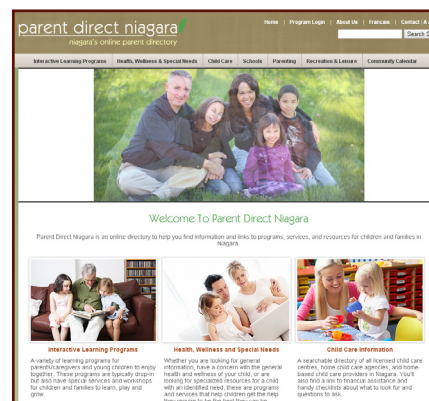 Home | Program Login | About Us | Francais | Contact | A
parent direct niagara
niagara's online parent directory
Search S
Interactive Learning Programs | Health, Wellness & Special Needs | Child Care | Schools | Parenting | Recreation & Leisure | Community Calendar
Welcome To Parent Direct Niagara
Parent Direct Niagara is an online directory to help you find information and links to programs, services, and resources for children and families in
Niagara.
Interactive Learning Programs
A variety of learning programs for
parents/caregivers and young children to enjoy
together. These programs are typically drop-in
but also have special services and workshops
for children and families to learn, play and
grow.
Health, Wellness and Special Needs
Whether you are looking for general
information, have a concern with the general
health and wellness of your child, or are
looking for specialized resources for a child
with an identified need, these are programs
and services that help children get the help
Child Care Information
A searchable directory of all licensed child care
centres, home child care agencies, and home-
based child care providers in Niagara. You'll
also find a link to financial assistance and
handy checklists about what to look for and
questions to ask.